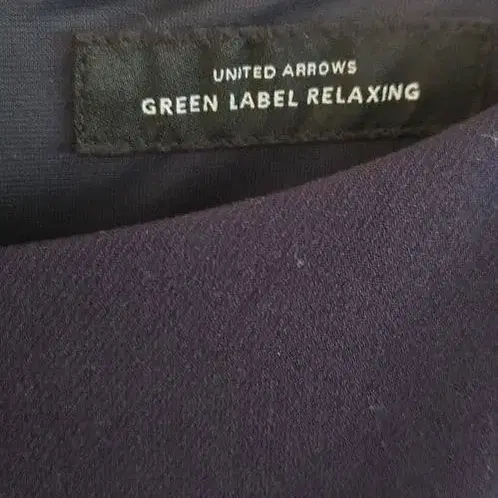 UNITED ARROWS
GREEN LABEL RELAXING